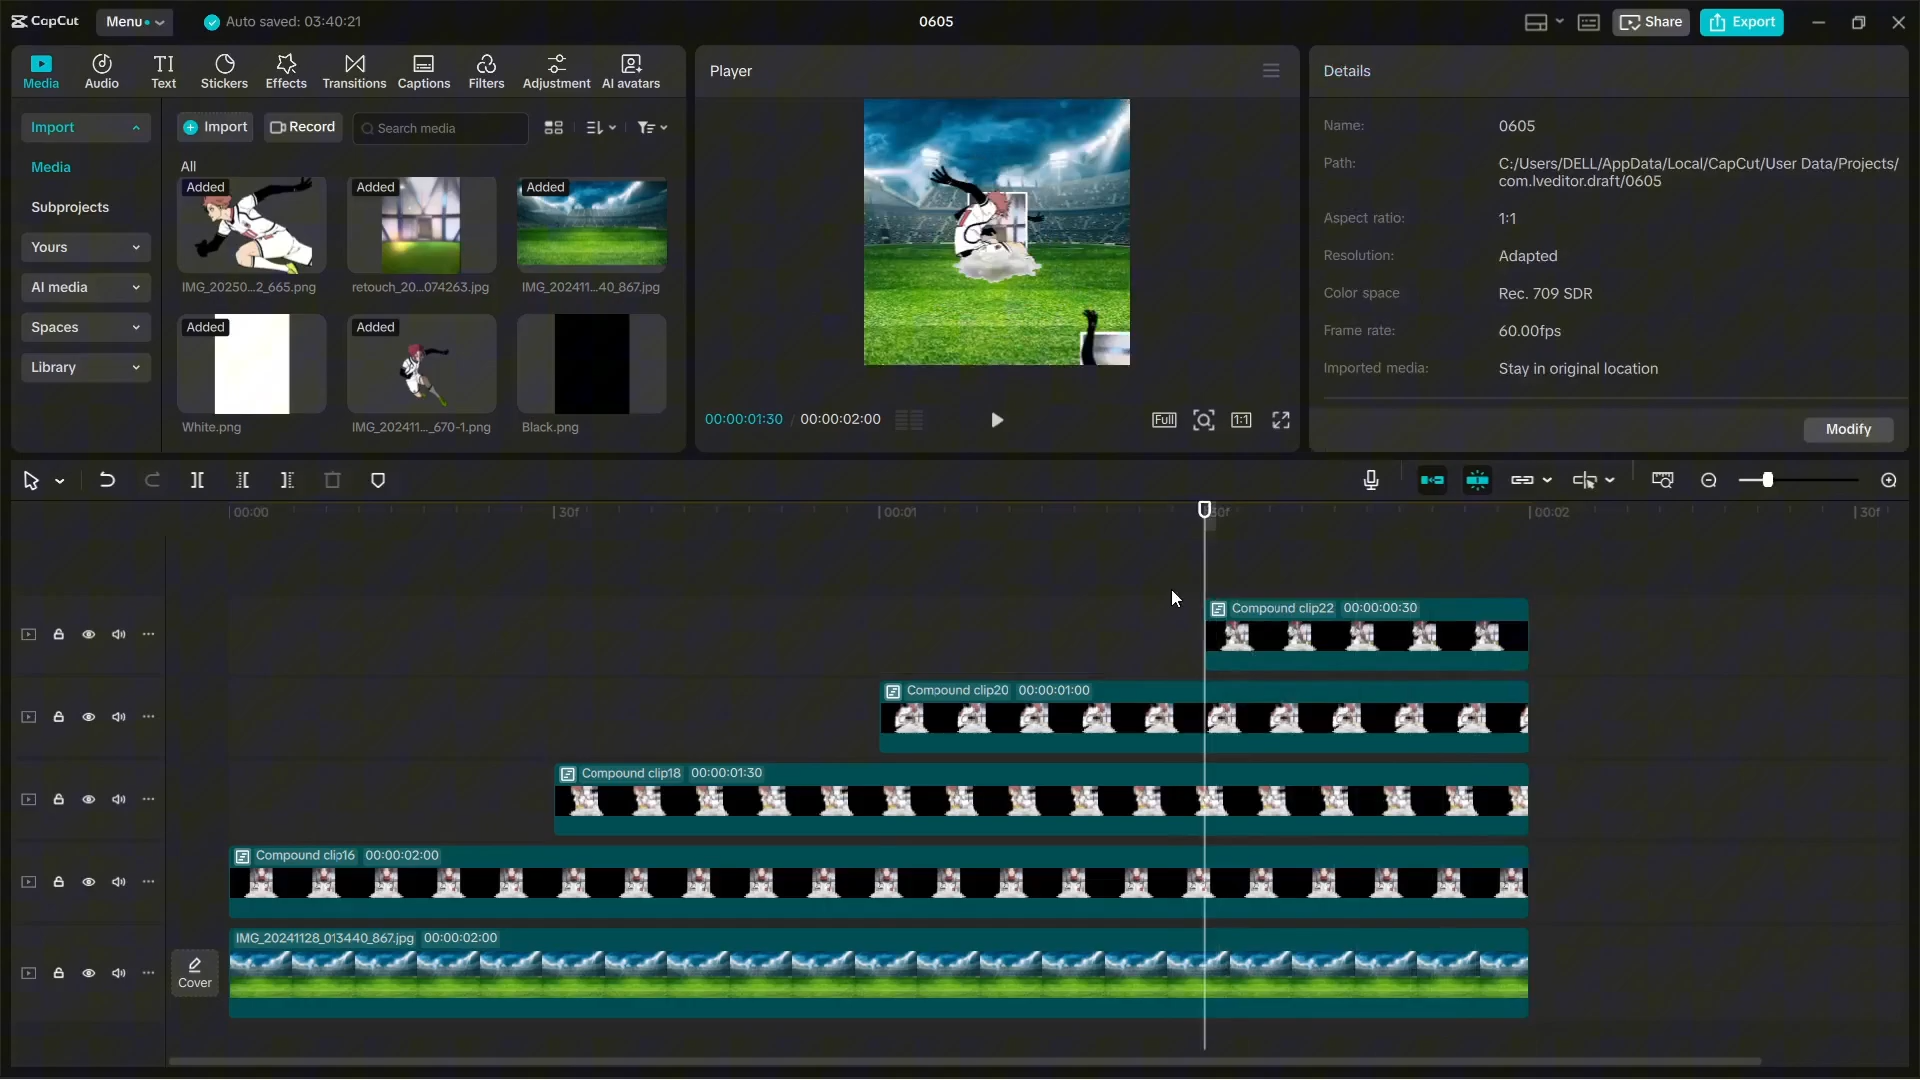 CapCut Menu Auto saved: 03:40:21 0605 Share Export
Media Audio Text Stickers Effects Transitions Captions Filters Adjustment AI avatars
Import
Media
Subprojects
Yours
AI media
Spaces
Library
Import Record Search media
All
Added Added Added
IMG_20250...2_665.png retouch_20...074263.jpg IMG_202411...40_867.jpg
Added Added
White.png IMG_202411..._670-1.png Black.png
Player
00:00:01:30 / 00:00:02:00 Full 1:1
Details
Name: 0605
Path: C:/Users/DELL/AppData/Local/CapCut/User Data/Projects/
com.lveditor.draft/0605
Aspect ratio: 1:1
Resolution: Adapted
Color space Rec. 709 SDR
Frame rate: 60.00fps
Imported media: Stay in original location
Modify
00:00 30f 00:01 30f 00:02 30f
Compound clip22 00:00:00:30
Compound clip20 00:00:01:00
Compound clip18 00:00:01:30
Compound clip16 00:00:02:00
IMG_20241128_013440_867.jpg 00:00:02:00
Cover